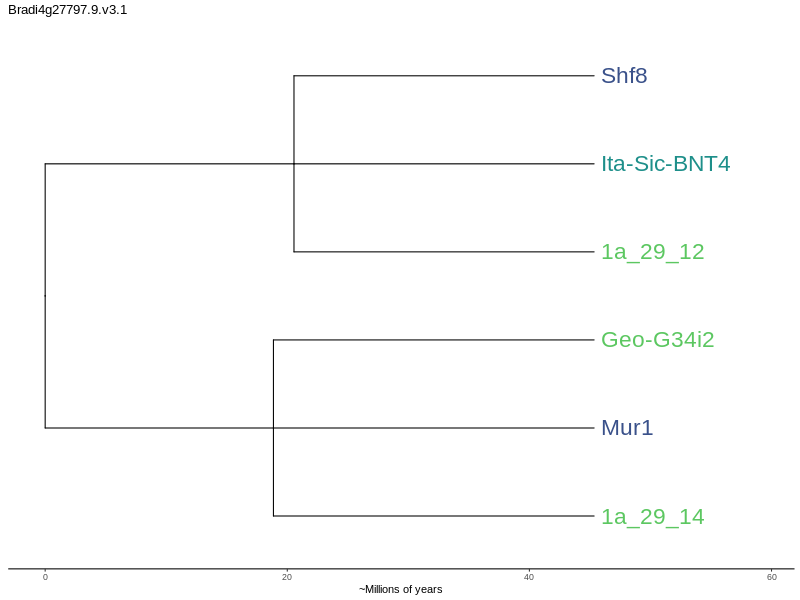 Bradi4g27797.9.v3.1
Shf8
Ita-Sic-BNT4
1a_29_12
Geo-G34i2
Mur1
1a_29_14
0 20 40 60
~Millions of years